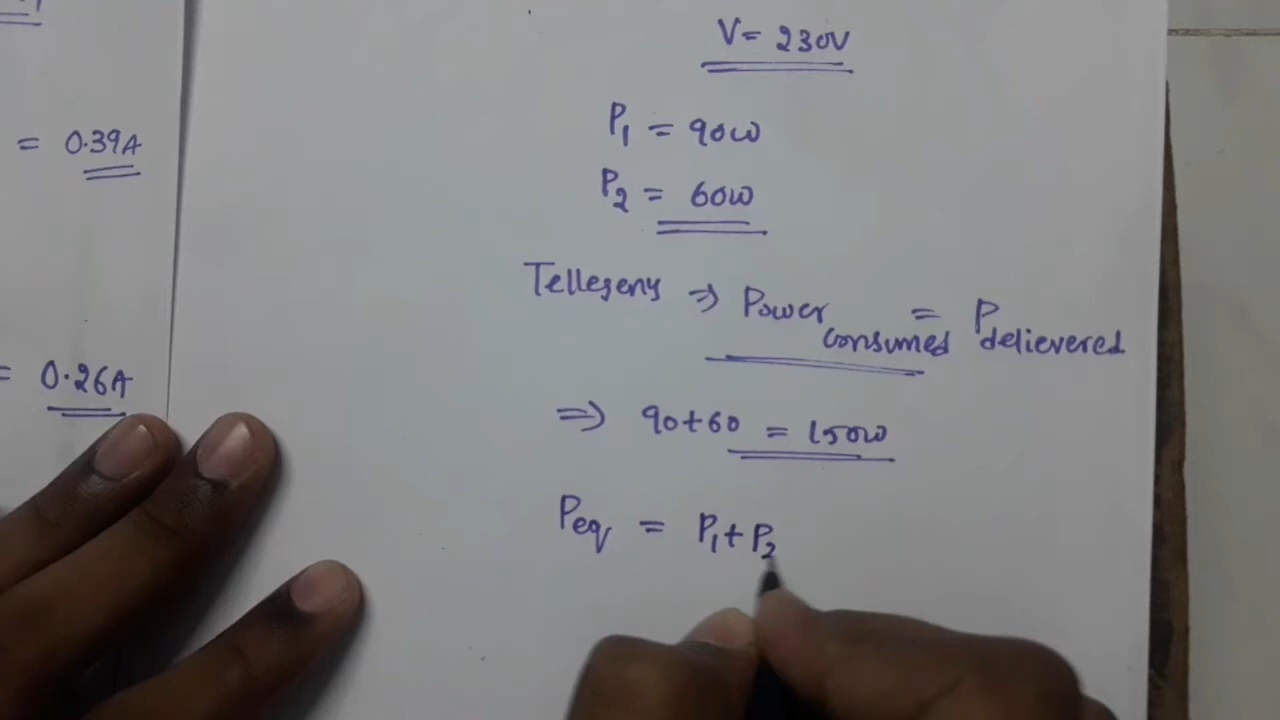 V = 230V
= 0.39A
P1 = 90W
P2 = 60W
Tellegens ⇒ Power consumed = P delievered
= 0.26A
⇒ 90+60 = 150W
Peq = P1 + P2